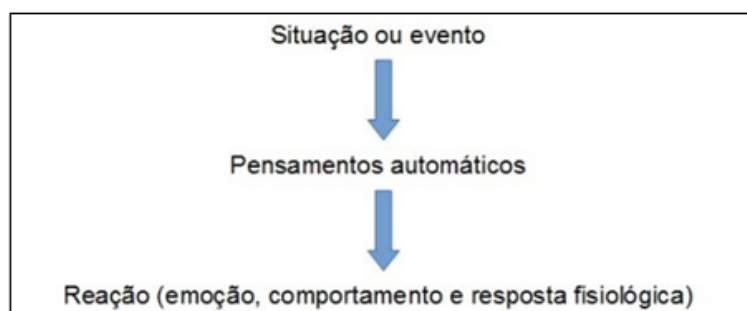 Situação ou evento
Pensamentos automáticos
Reação (emoção, comportamento e resposta fisiológica)